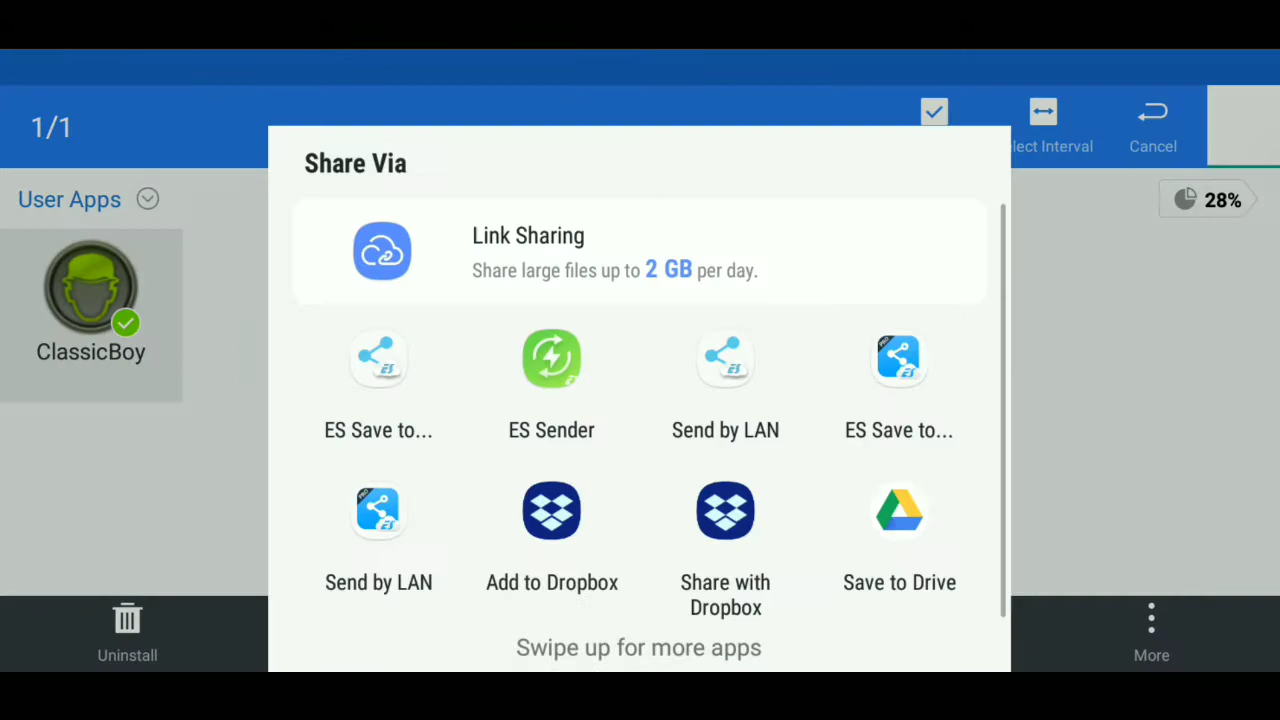 1/1
lect Interval
Cancel
Share Via
User Apps
28%
Link Sharing
Share large files up to 2 GB per day.
ClassicBoy
ES Save to...
ES Sender
Send by LAN
ES Save to...
Send by LAN
Add to Dropbox
Share with
Dropbox
Save to Drive
Swipe up for more apps
Uninstall
More